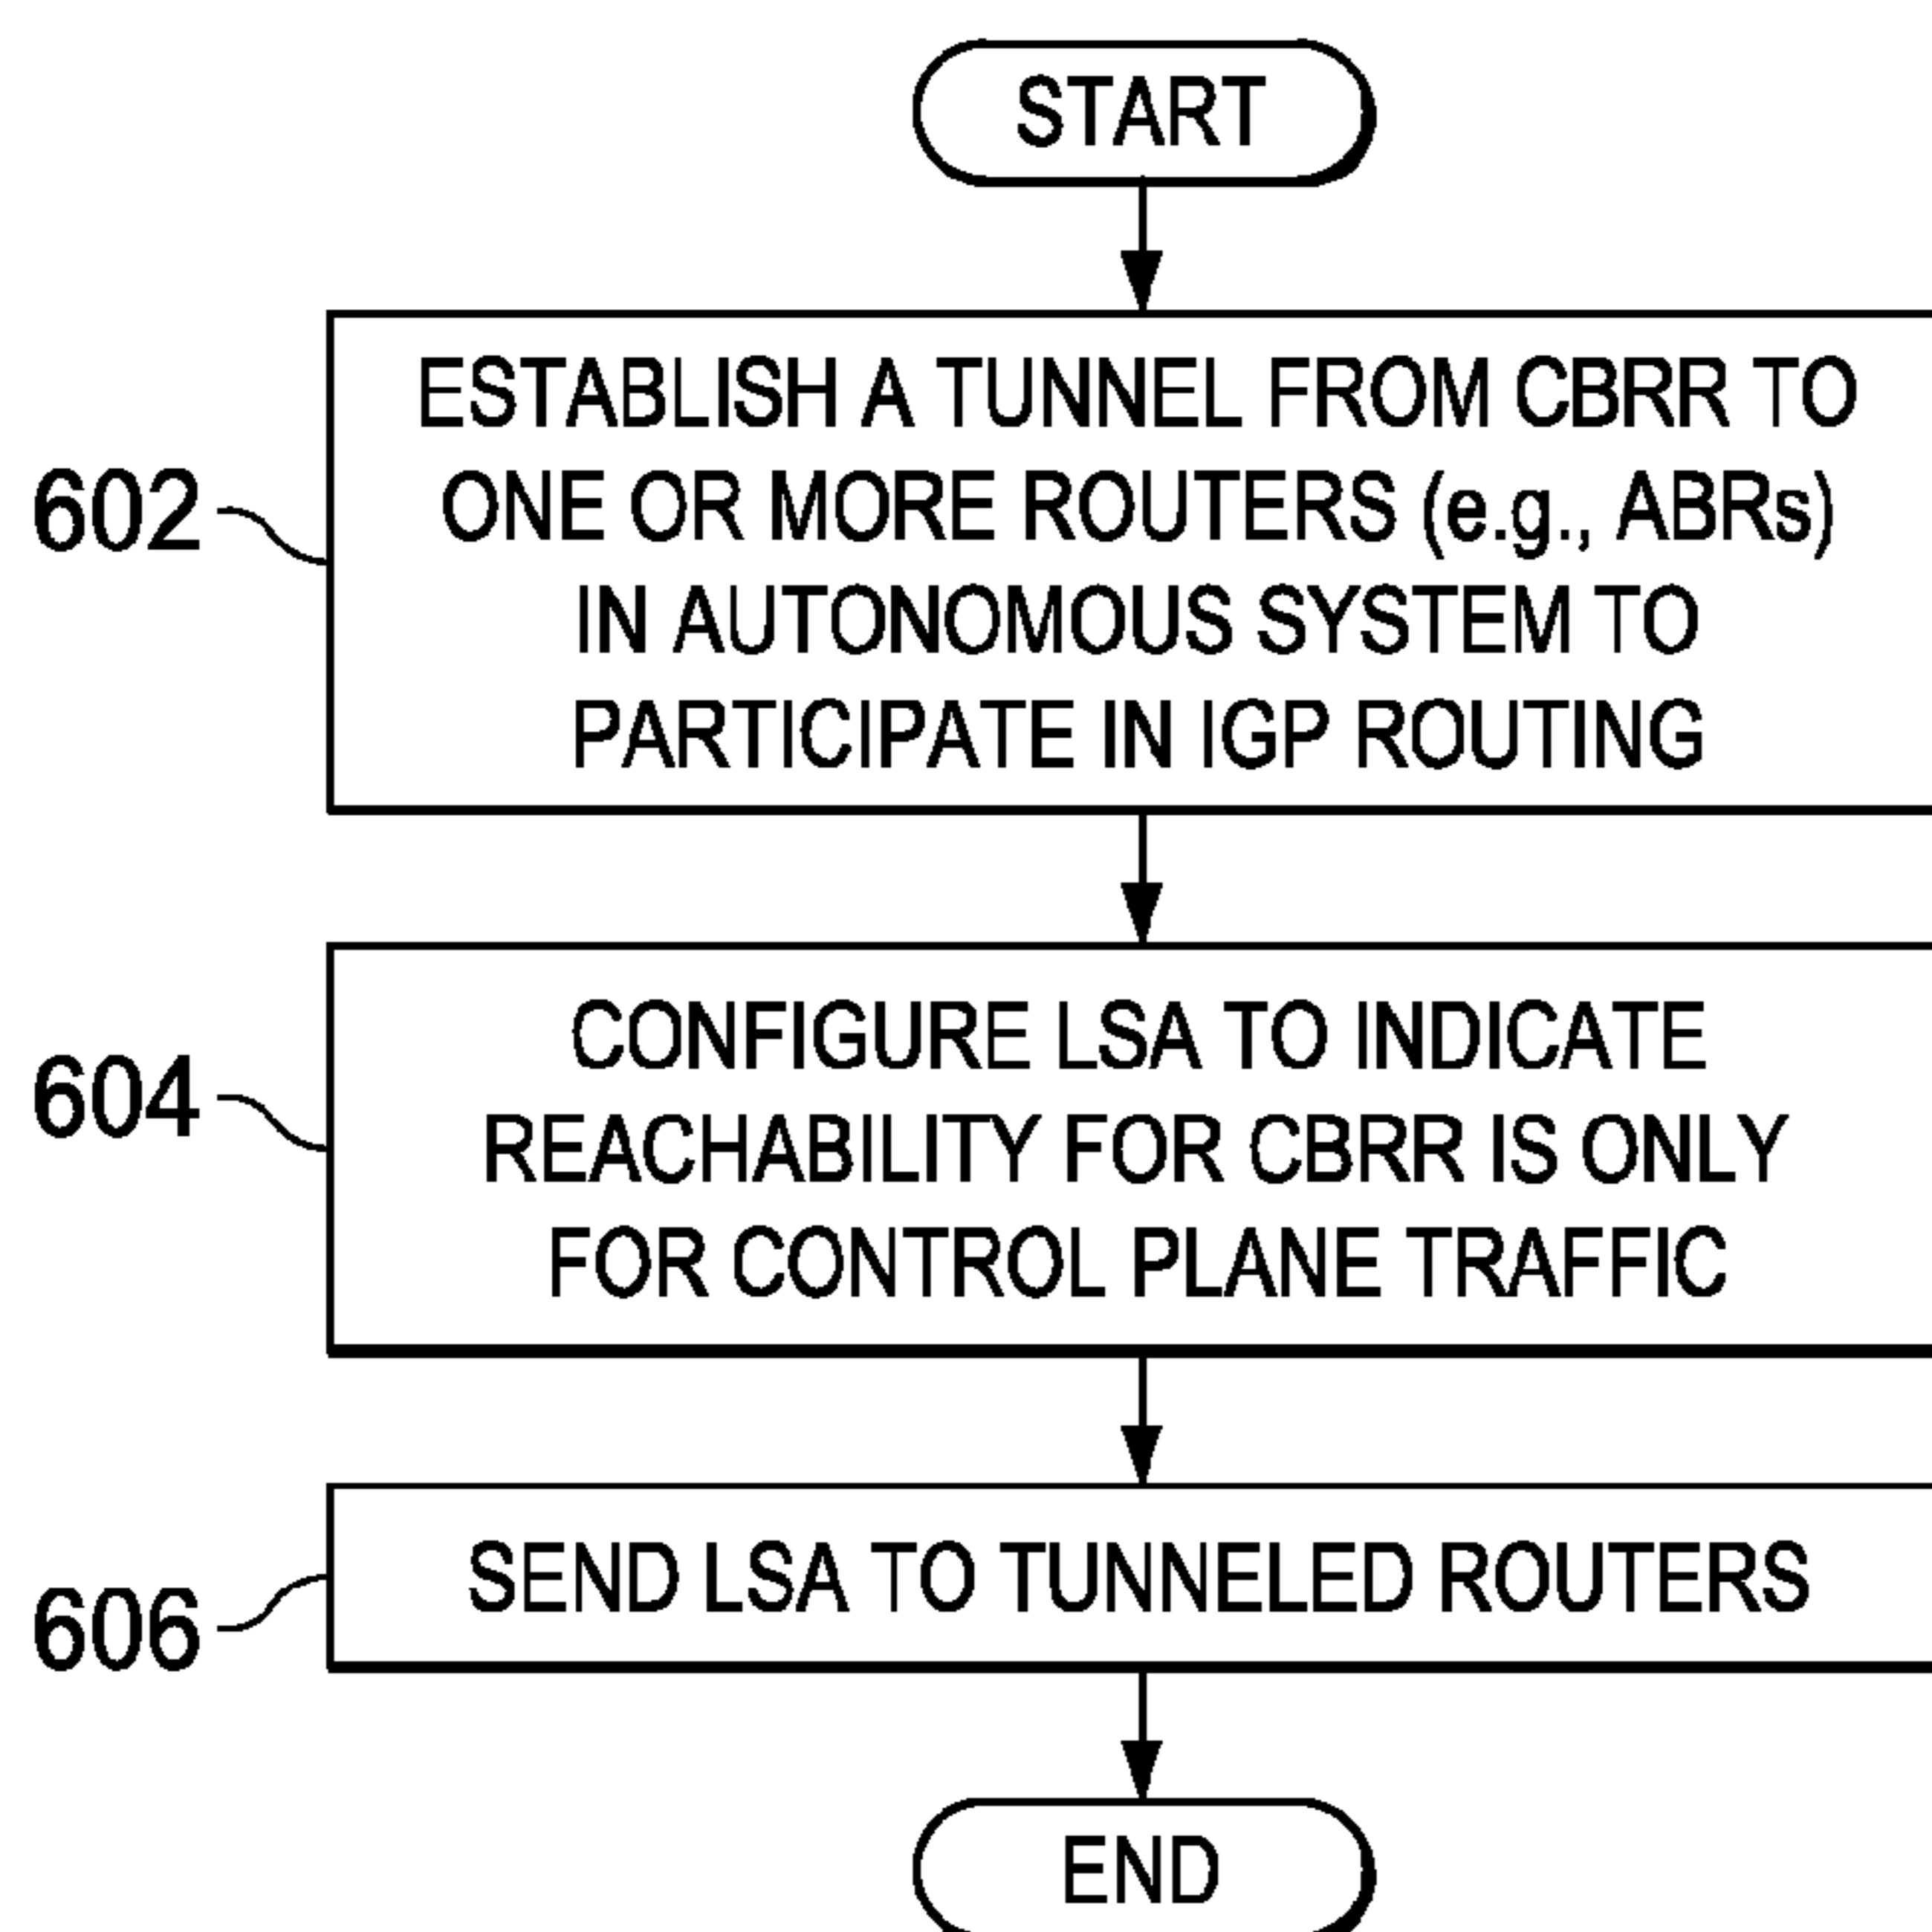 START
ESTABLISH A TUNNEL FROM CBRR TO
ONE OR MORE ROUTERS (e.g., ABRs)
IN AUTONOMOUS SYSTEM TO
PARTICIPATE IN IGP ROUTING
602
CONFIGURE LSA TO INDICATE
REACHABILITY FOR CBRR IS ONLY
FOR CONTROL PLANE TRAFFIC
604
SEND LSA TO TUNNELED ROUTERS
606
END